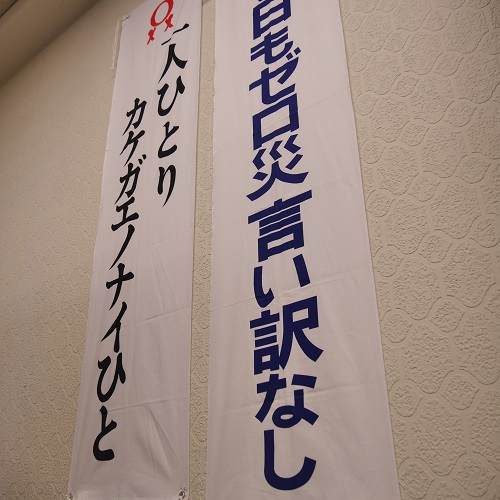 日もゼロ災言い訳なし
一人ひとり
カケガエノナイひと